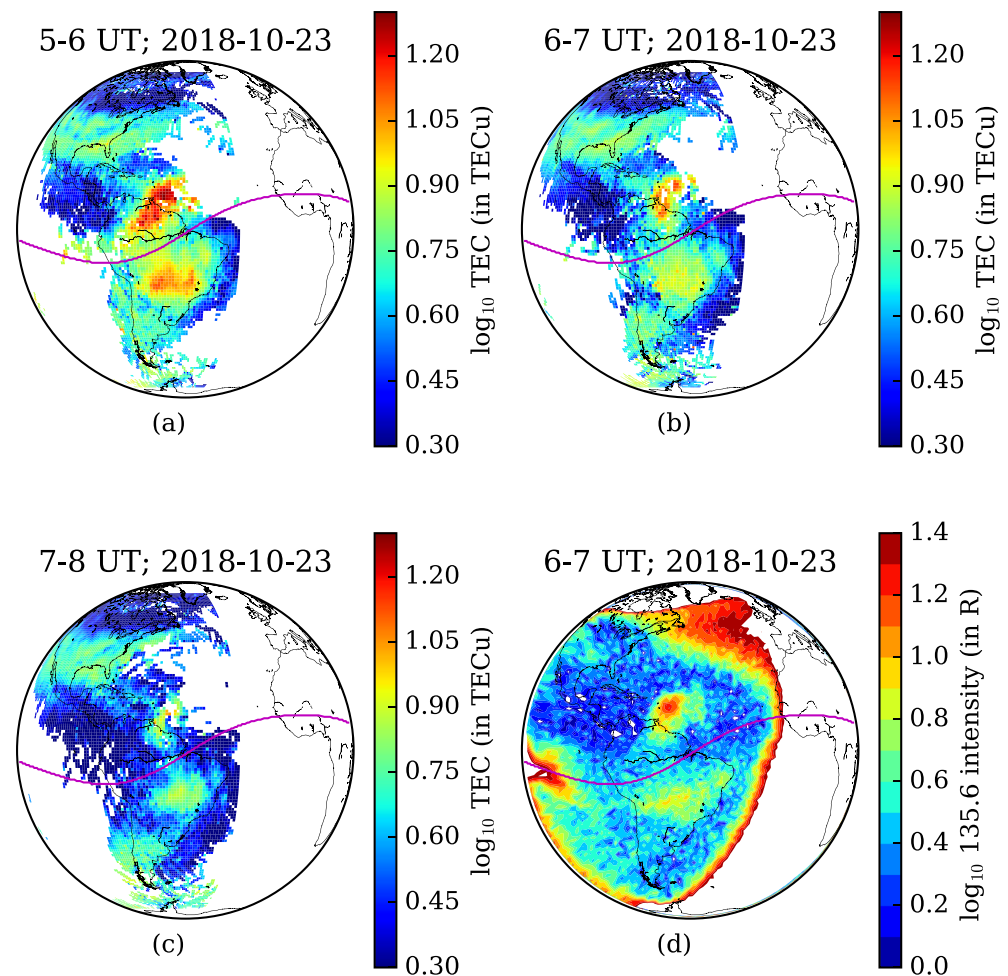 5-6 UT; 2018-10-23
1.20
1.05
0.90
0.75
0.60
0.45
0.30
log₁₀ TEC (in TECu)
(a)
6-7 UT; 2018-10-23
1.20
1.05
0.90
0.75
0.60
0.45
0.30
log₁₀ TEC (in TECu)
(b)
7-8 UT; 2018-10-23
1.20
1.05
0.90
0.75
0.60
0.45
0.30
log₁₀ TEC (in TECu)
(c)
6-7 UT; 2018-10-23
1.4
1.2
1.0
0.8
0.6
0.4
0.2
0.0
log₁₀ 135.6 intensity (in R)
(d)